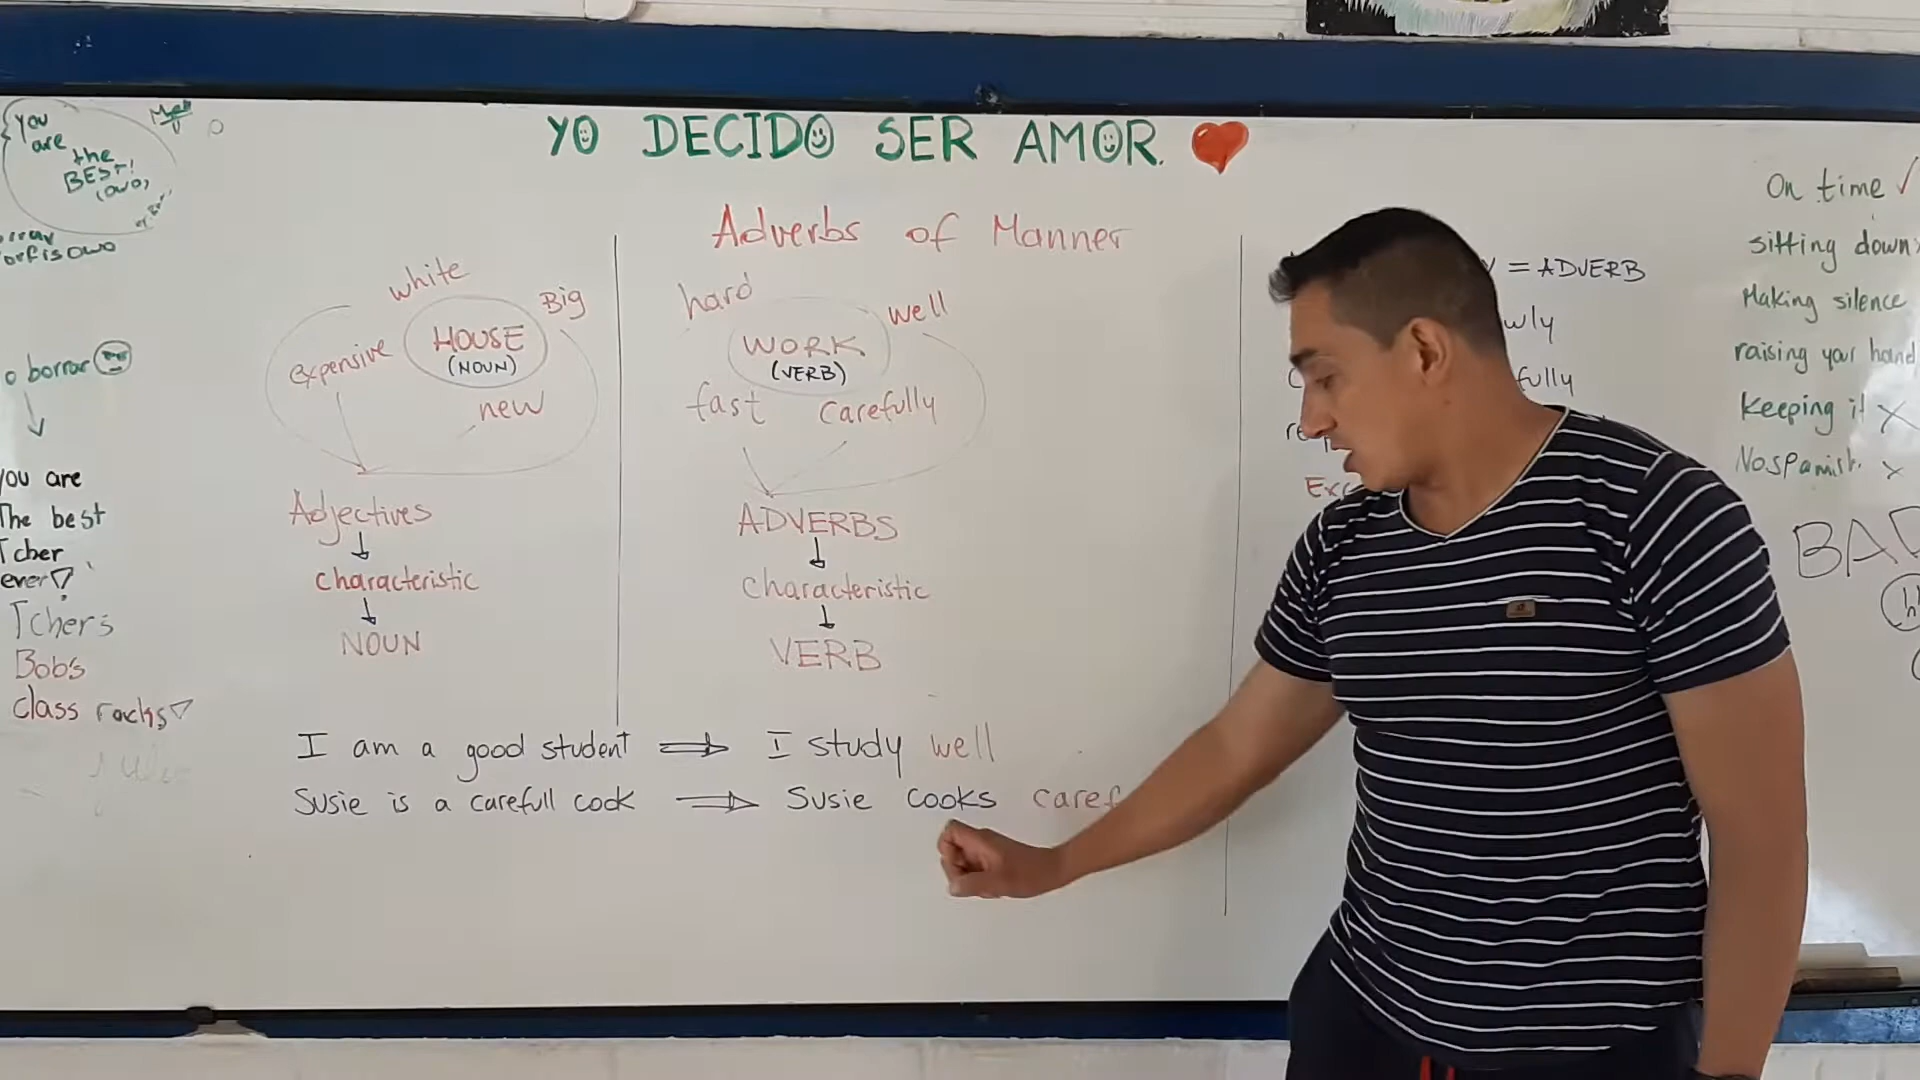 YO DECIDO SER AMOR.
You
are
the
BEST!
(OWO)
o borrar
you are
The best
Tcher
ever
Tchers
Bobs
class rocks
Adverbs of Manner
white
Big
expensive
HOUSE
(NOUN)
new
Adjectives
characteristic
NOUN
hard
well
WORK
(VERB)
fast
carefully
ADVERBS
characteristic
VERB
I am a good student ⇒ I study well
Susie is a carefull cook ⇒ Susie cooks caref
Y = ADVERB
wly
fully
On time ✓
sitting down
Making silence
raising your hand
Keeping it X
No spanish. X
BAD